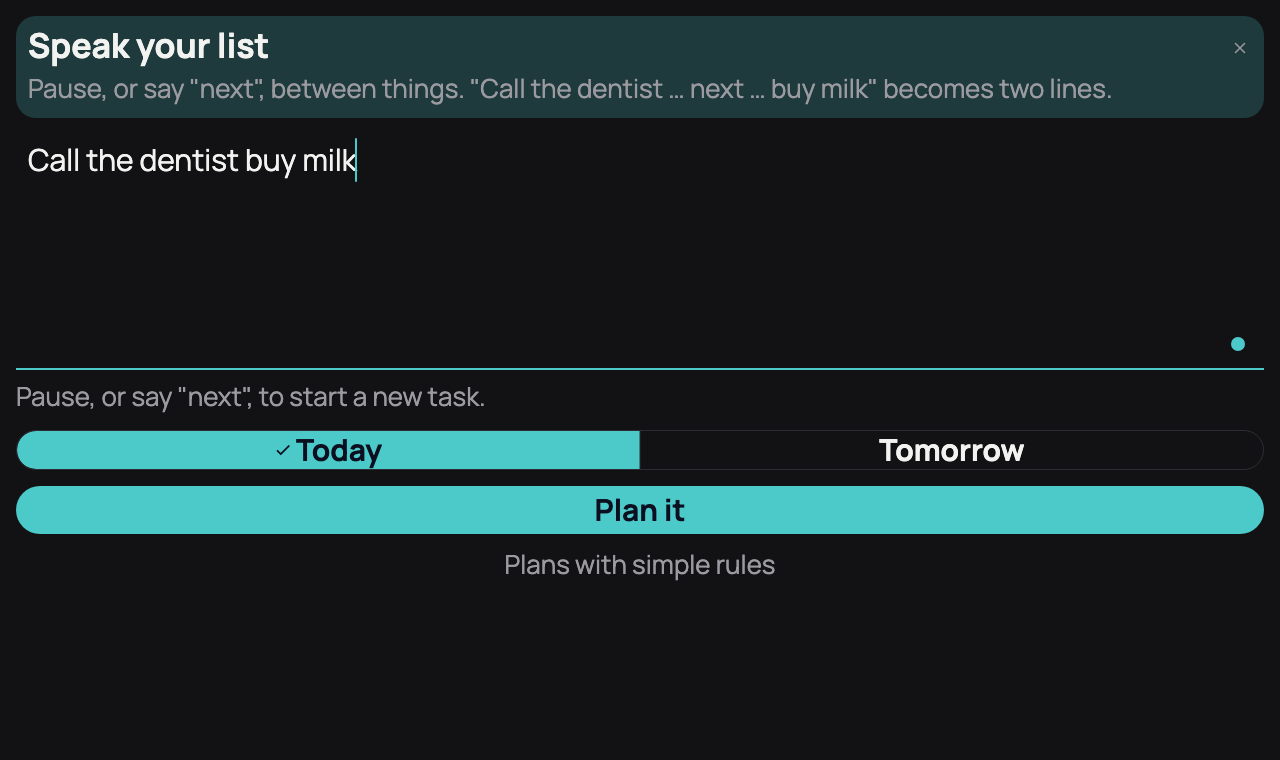 Speak your list
Pause, or say "next", between things. "Call the dentist … next … buy milk" becomes two lines.
Call the dentist buy milk
Pause, or say "next", to start a new task.
Today
Tomorrow
Plan it
Plans with simple rules